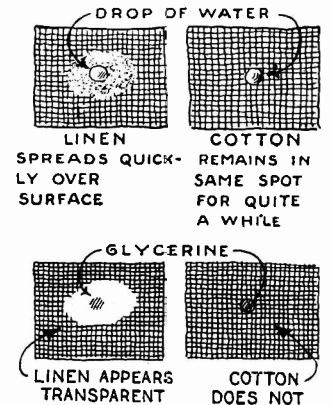 DROP OF WATER
LINEN
SPREADS QUICK-
LY OVER
SURFACE
COTTON
REMAINS IN
SAME SPOT
FOR QUITE
A WHILE
GLYCERINE
LINEN APPEARS
TRANSPARENT
COTTON
DOES NOT